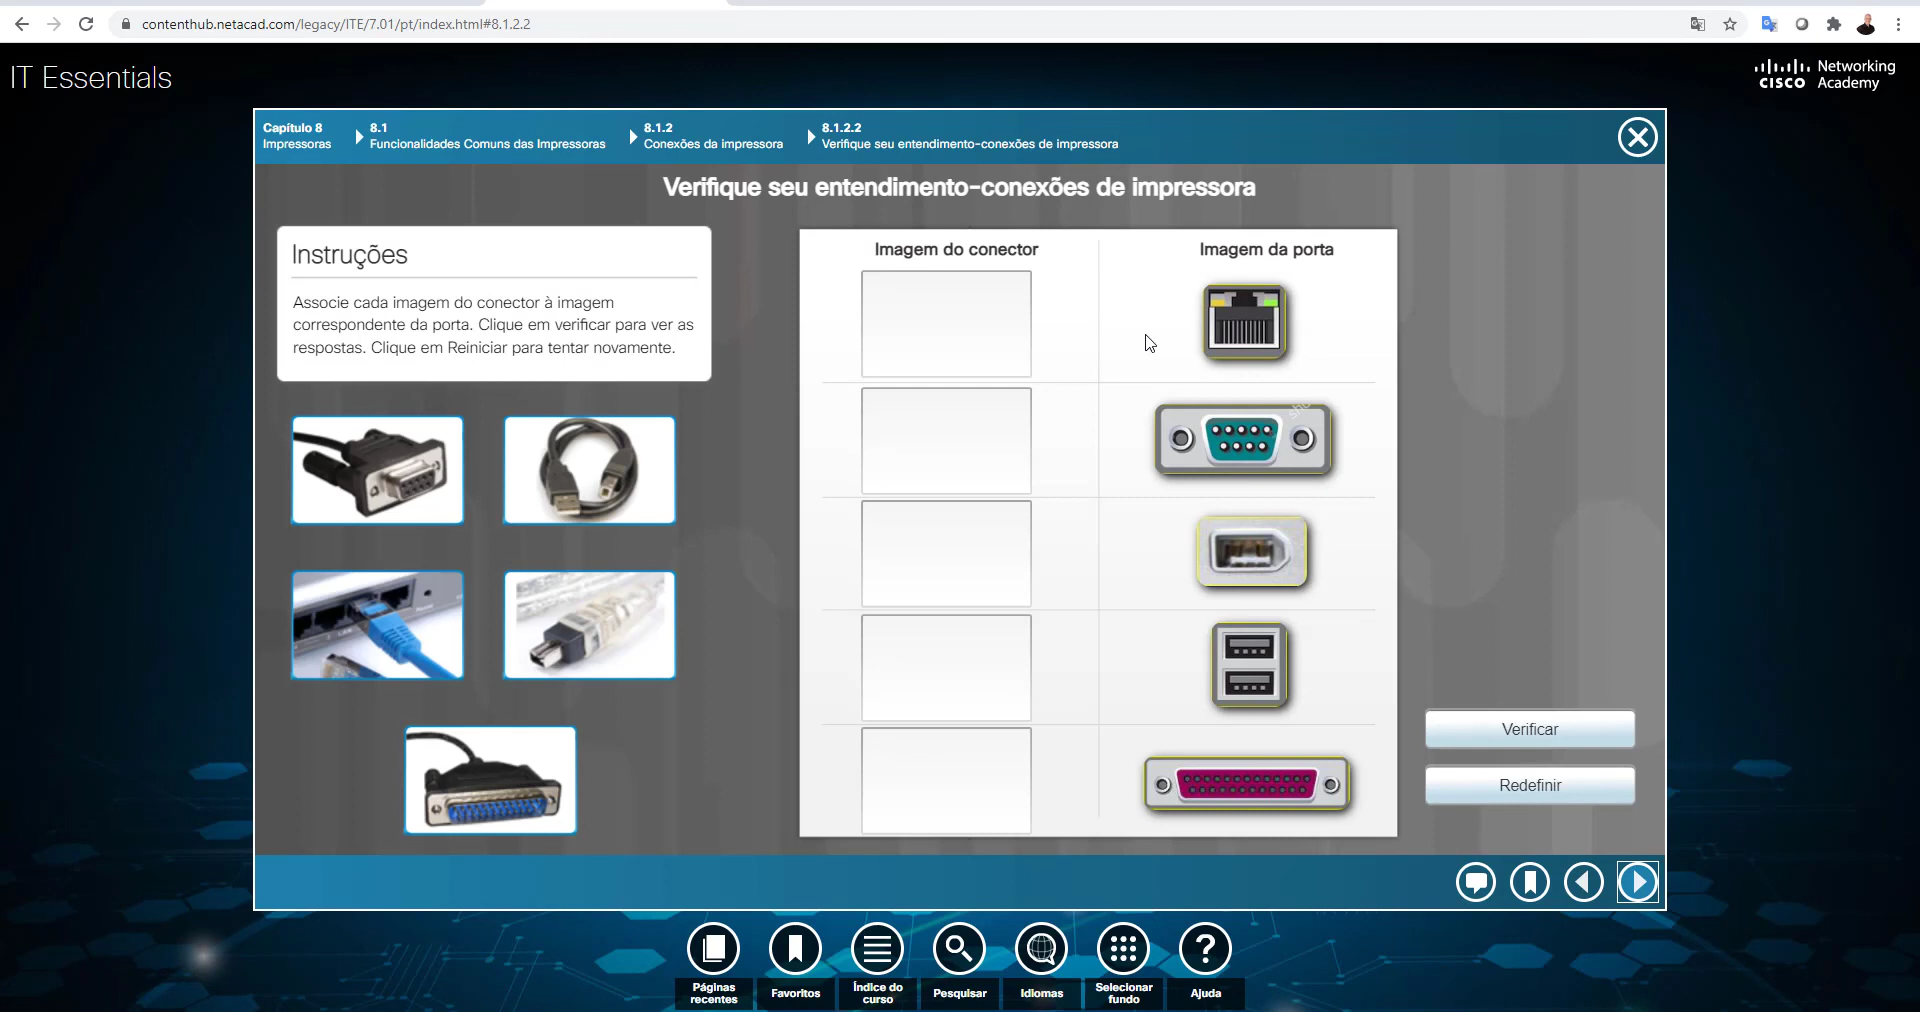 contenthub.netacad.com/legacy/ITE/7.01/pt/index.html#8.1.2.2
IT Essentials
CISCO Networking Academy
Capítulo 8
Impressoras
8.1
Funcionalidades Comuns das Impressoras
8.1.2
Conexões da impressora
8.1.2.2
Verifique seu entendimento-conexões de impressora
Verifique seu entendimento-conexões de impressora
Instruções
Associe cada imagem do conector à imagem
correspondente da porta. Clique em verificar para ver as
respostas. Clique em Reiniciar para tentar novamente.
Imagem do conector
Imagem da porta
LAN
Verificar
Redefinir
Páginas
recentes
Favoritos
Índice do
curso
Pesquisar
Idiomas
Selecionar
fundo
Ajuda